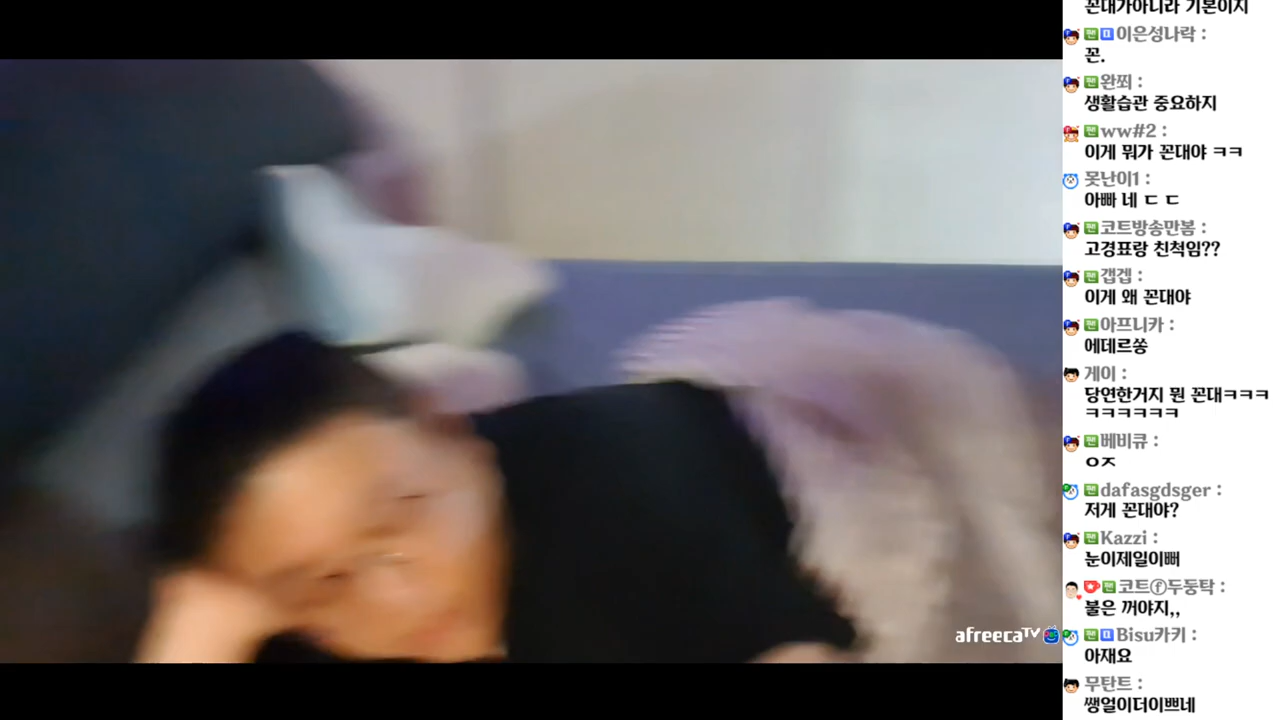 꼰대가아니라 기본이지
이은성나락 :
꼰.
완쬐 :
생활습관 중요하지
ww#2 :
이게 뭐가 꼰대야 ㅋㅋ
못난이1 :
아빠 네 ㄷ ㄷ
코트방송만봄 :
고경표랑 친척임??
갭겝 :
이게 왜 꼰대야
아프니카 :
에데르쏭
게이 :
당연한거지 뭔 꼰대ㅋㅋㅋ
ㅋㅋㅋㅋㅋㅋ
베비큐 :
ㅇㅈ
dafasgdsger :
저게 꼰대야?
Kazzi :
눈이제일이뻐
코트ⓕ두둥탁 :
불은 꺼야지,,
Bisu카키 :
아재요
무탄트 :
쌩얼이더이쁘네
afreecaTV